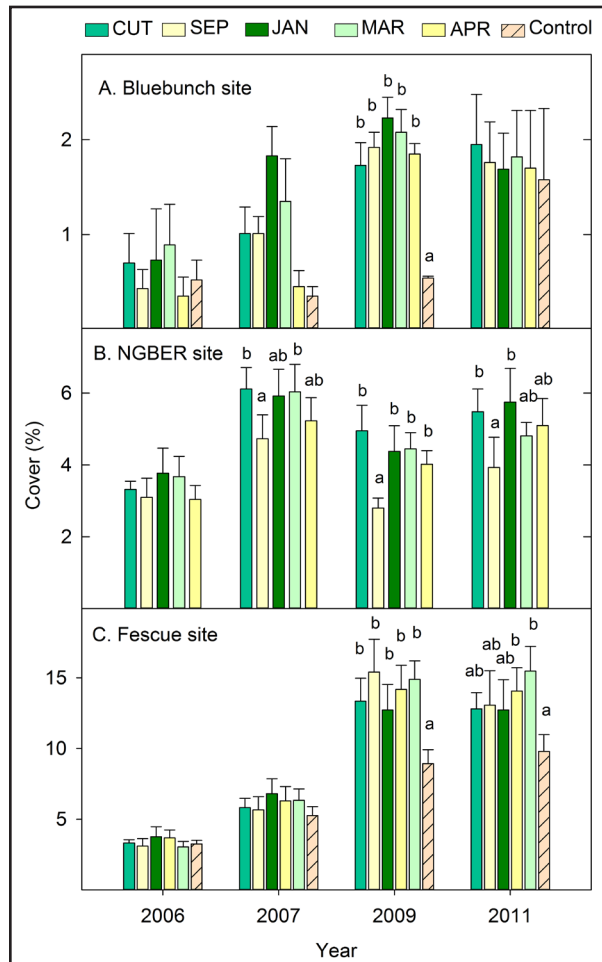 CUT SEP JAN MAR APR Control
A. Bluebunch site
b b b b b
a
2
1
B. NGBER site
b a ab b ab
b a b b b
b a b ab ab
6
4
2
Cover (%)
C. Fescue site
b b b b b a
ab ab ab b b a
15
10
5
2006 2007 2009 2011
Year